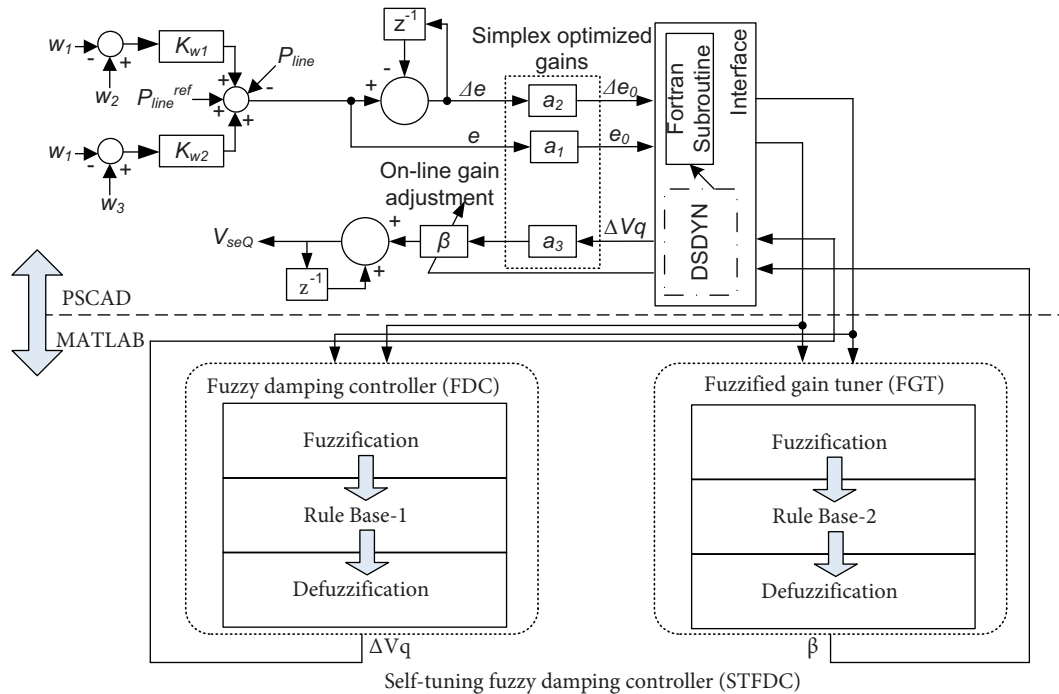 w1
-
+
w2
Kw1
Pline^ref
+
+
+
-
Pline
w1
-
+
w3
Kw2
z^-1
-
+
Δe
e
Simplex optimized
gains
a2
Δe0
a1
e0
Fortran
Subroutine
Interface
DSDYN
On-line gain
adjustment
VseQ
+
+
z^-1
β
a3
ΔVq
PSCAD
MATLAB
Fuzzy damping controller (FDC)
Fuzzification
Rule Base-1
Defuzzification
ΔVq
Fuzzified gain tuner (FGT)
Fuzzification
Rule Base-2
Defuzzification
β
Self-tuning fuzzy damping controller (STFDC)